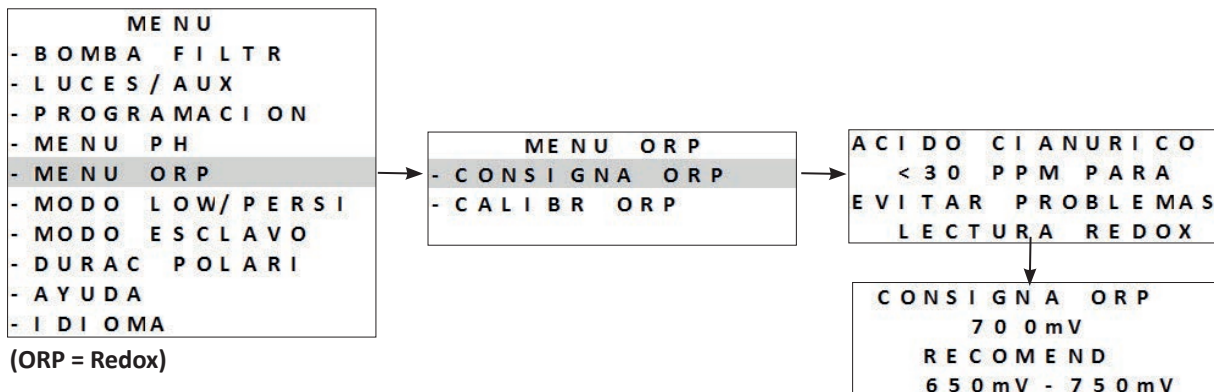 MENU
- BOMBA FILTR
- LUCES/AUX
- PROGRAMACION
- MENU PH
- MENU ORP
- MODO LOW/PERSI
- MODO ESCLAVO
- DURAC POLARI
- AYUDA
- IDIOMA
(ORP = Redox)
MENU ORP
- CONSIGNA ORP
- CALIBR ORP
ACIDO CIANURICO
<30 PPM PARA
EVITAR PROBLEMAS
LECTURA REDOX
CONSIGNA ORP
700mV
RECOMEND
650mV - 750mV